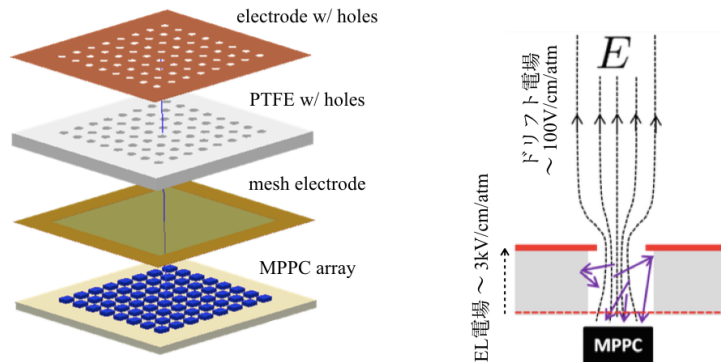 electrode w/ holes
PTFE w/ holes
mesh electrode
MPPC array
E
ドリフト電場
~ 100V/cm/atm
EL電場 ~ 3kV/cm/atm
MPPC